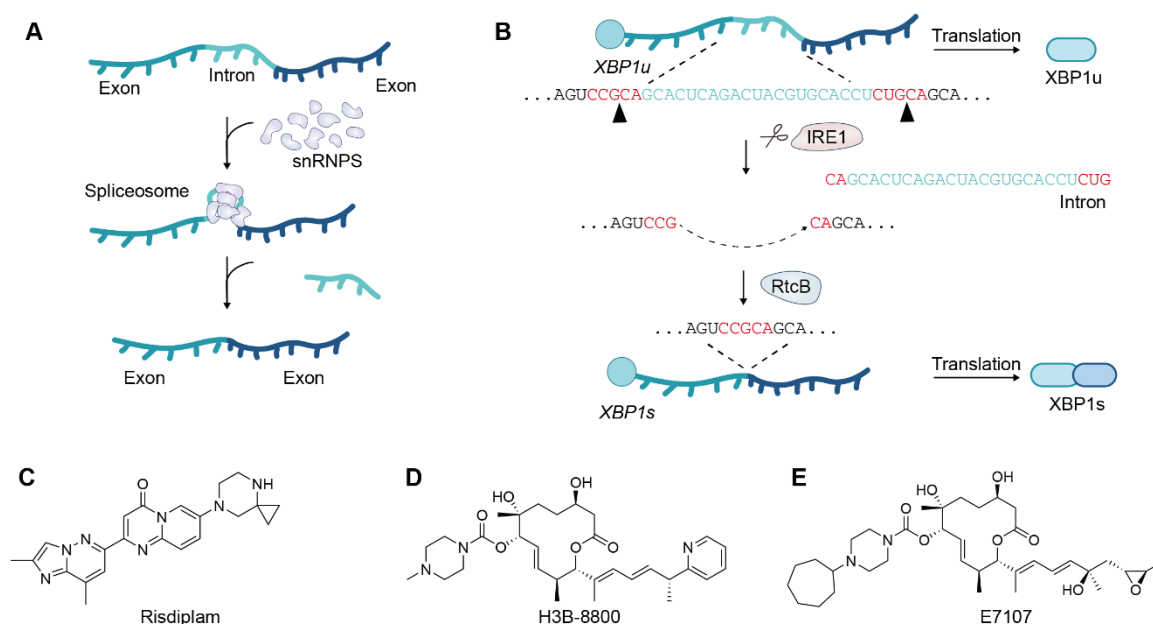 A
Exon
Intron
Exon
snRNPS
Spliceosome
Exon
Exon
B
XBP1u
Translation
XBP1u
...AGUCCGCAGCACUCAGACUACGUGCACCUCUGCAGCA...
IRE1
CAGCACUCAGACUACGUGCACCUCUG
Intron
...AGUCCG
CAGCA...
RtcB
...AGUCCGCAGCA...
XBP1s
Translation
XBP1s
C
O
N
NH
N
N
N
N
N
Risdiplam
D
HO
OH
O
N
O
N
O
O
N
H3B-8800
E
HO
OH
O
N
O
N
O
O
HO
O
E7107